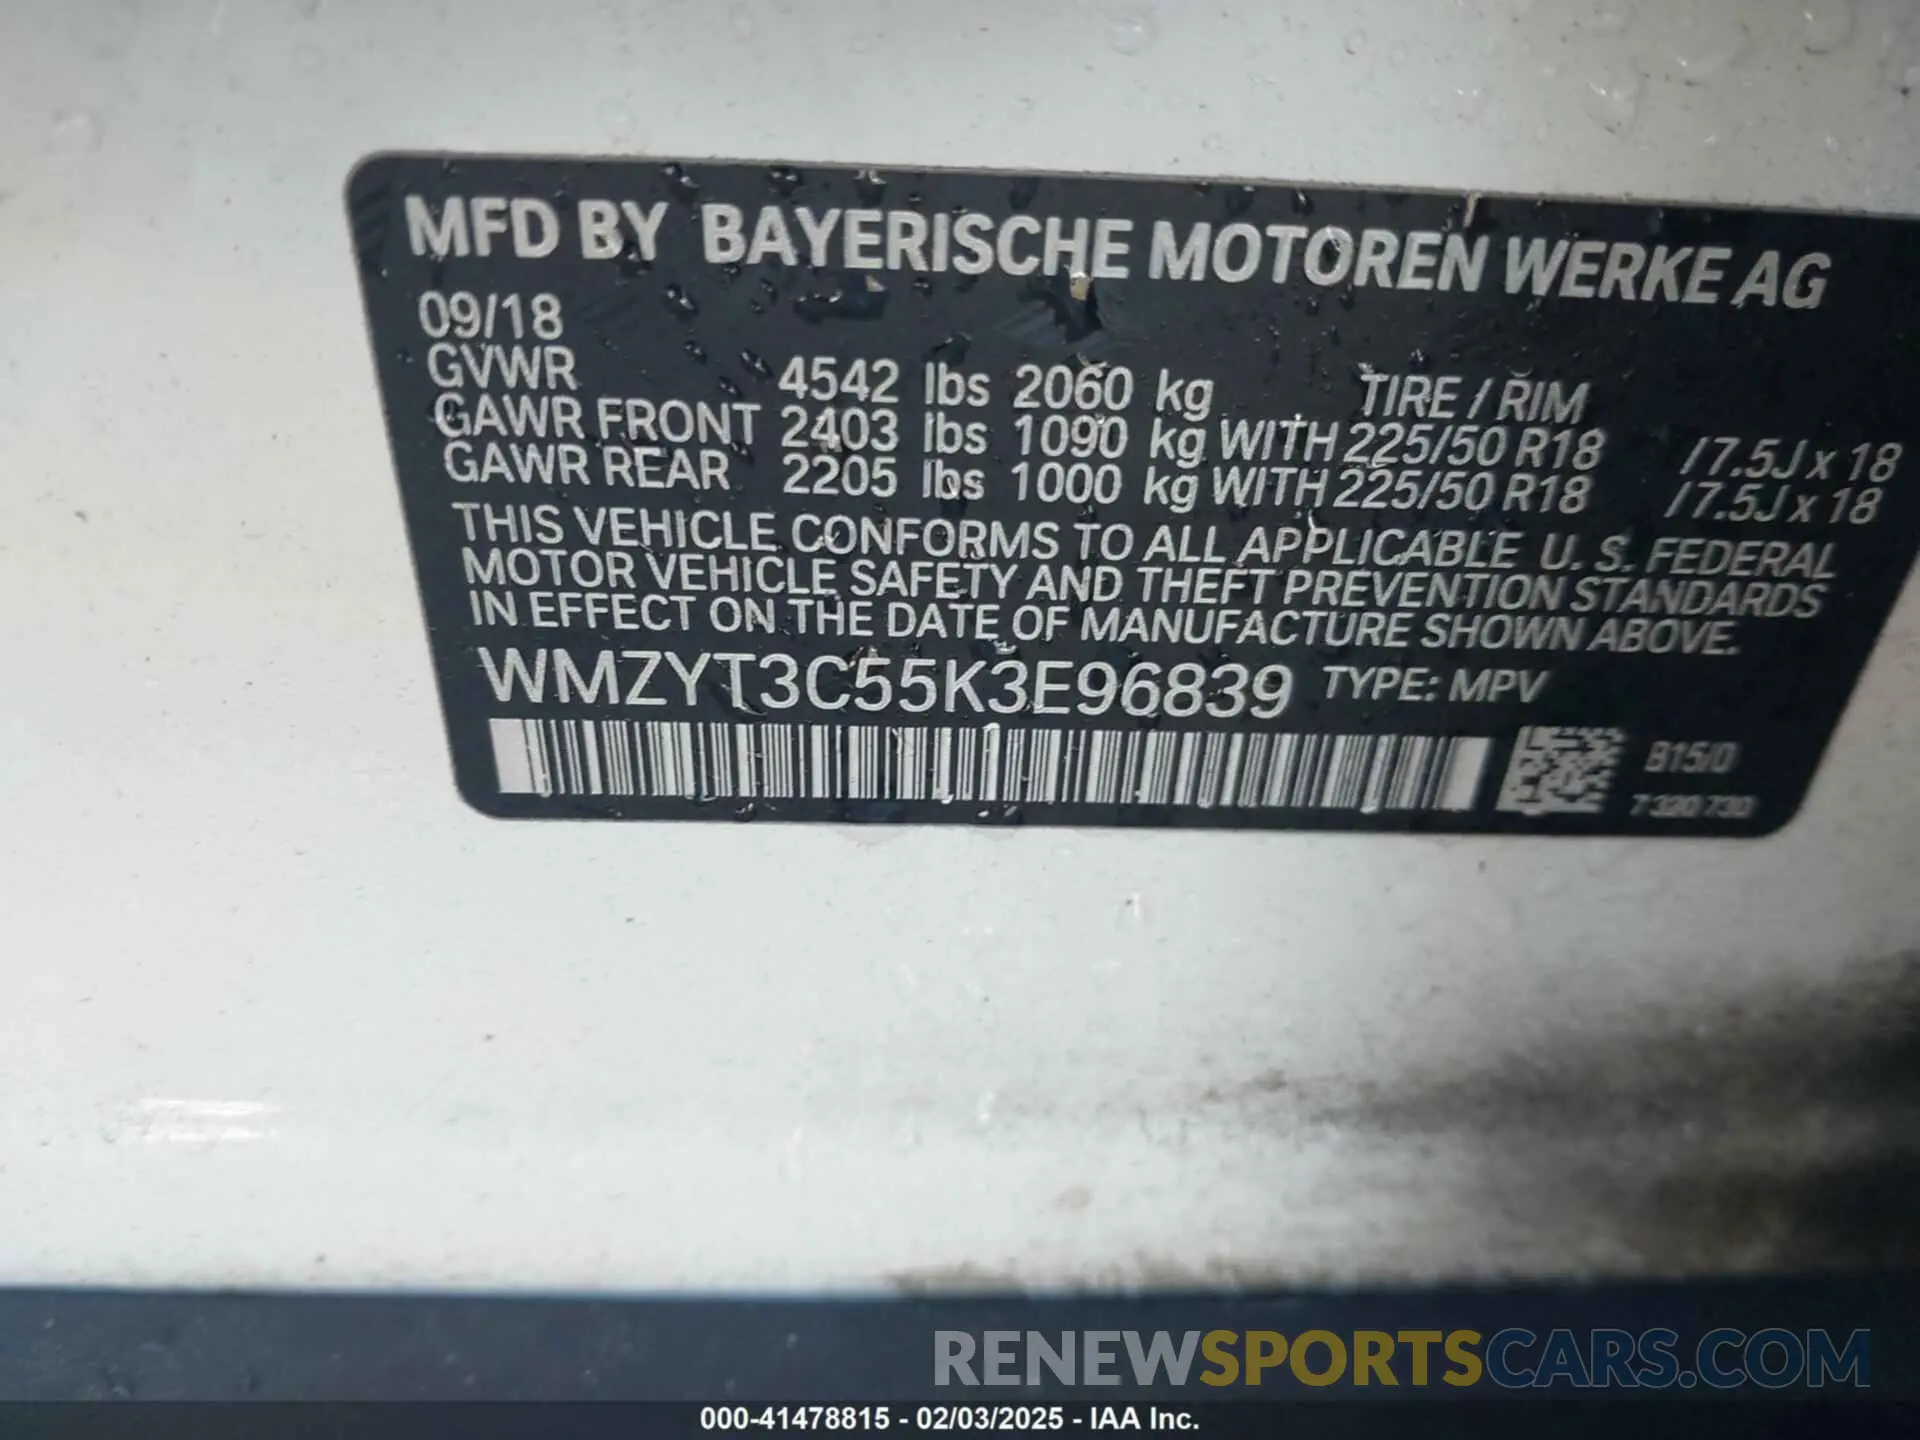 MFD BY BAYERISCHE MOTOREN WERKE AG
09/18
GVWR 4542 lbs 2060 kg TIRE / RIM
GAWR FRONT 2403 lbs 1090 kg WITH 225/50 R18 / 7.5J x 18
GAWR REAR 2205 lbs 1000 kg WITH 225/50 R18 / 7.5J x 18
THIS VEHICLE CONFORMS TO ALL APPLICABLE U. S. FEDERAL
MOTOR VEHICLE SAFETY AND THEFT PREVENTION STANDARDS
IN EFFECT ON THE DATE OF MANUFACTURE SHOWN ABOVE.
WMZYT3C55K3E96839 TYPE: MPV
B15/0
7 320 730
RENEWSPORTSCARS.COM
000-41478815 - 02/03/2025 - IAA Inc.